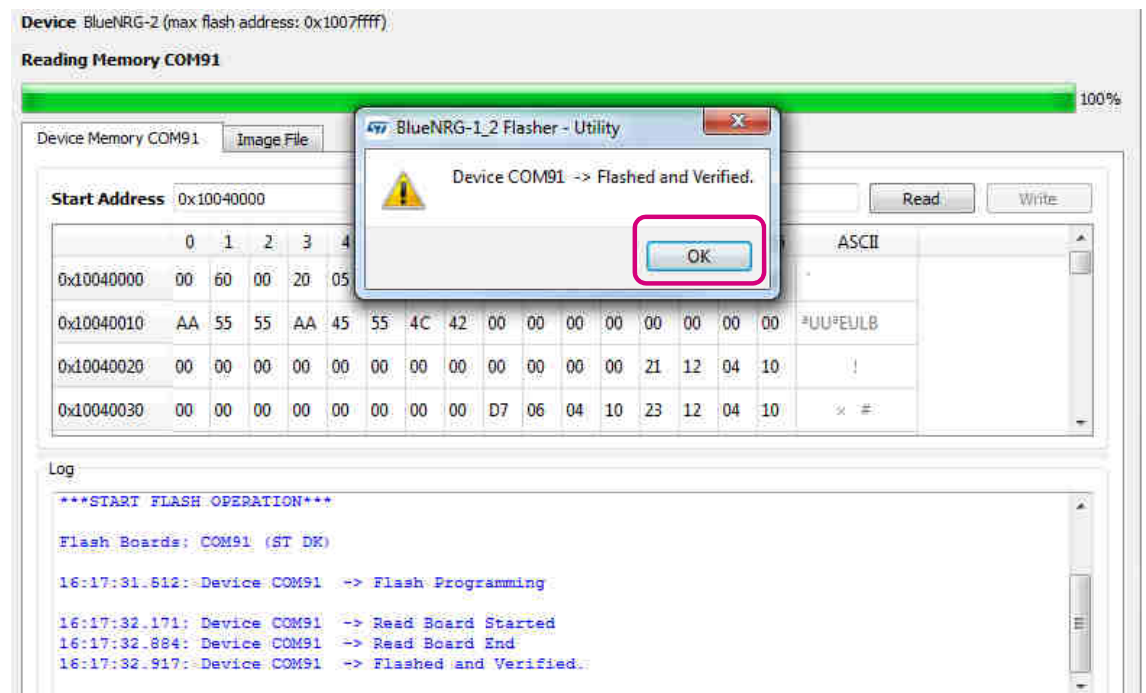 Device BlueNRG-2 (max flash address: 0x1007ffff)
Reading Memory COM91
100%
BlueNRG-1_2 Flasher - Utility
Device COM91 -> Flashed and Verified.
OK
Device Memory COM91 Image File
Start Address 0x10040000 Read Write
0 1 2 3 4 ASCII
0x10040000 00 60 00 20 05
0x10040010 AA 55 55 AA 45 55 4C 42 00 00 00 00 00 00 00 00 ªUUªEULB
0x10040020 00 00 00 00 00 00 00 00 00 00 00 00 21 12 04 10 !
0x10040030 00 00 00 00 00 00 00 00 D7 06 04 10 23 12 04 10 × #
Log
***START FLASH OPERATION***
Flash Boards: COM91 (ST DK)
16:17:31.512: Device COM91 -> Flash Programming
16:17:32.171: Device COM91 -> Read Board Started
16:17:32.884: Device COM91 -> Read Board End
16:17:32.917: Device COM91 -> Flashed and Verified.